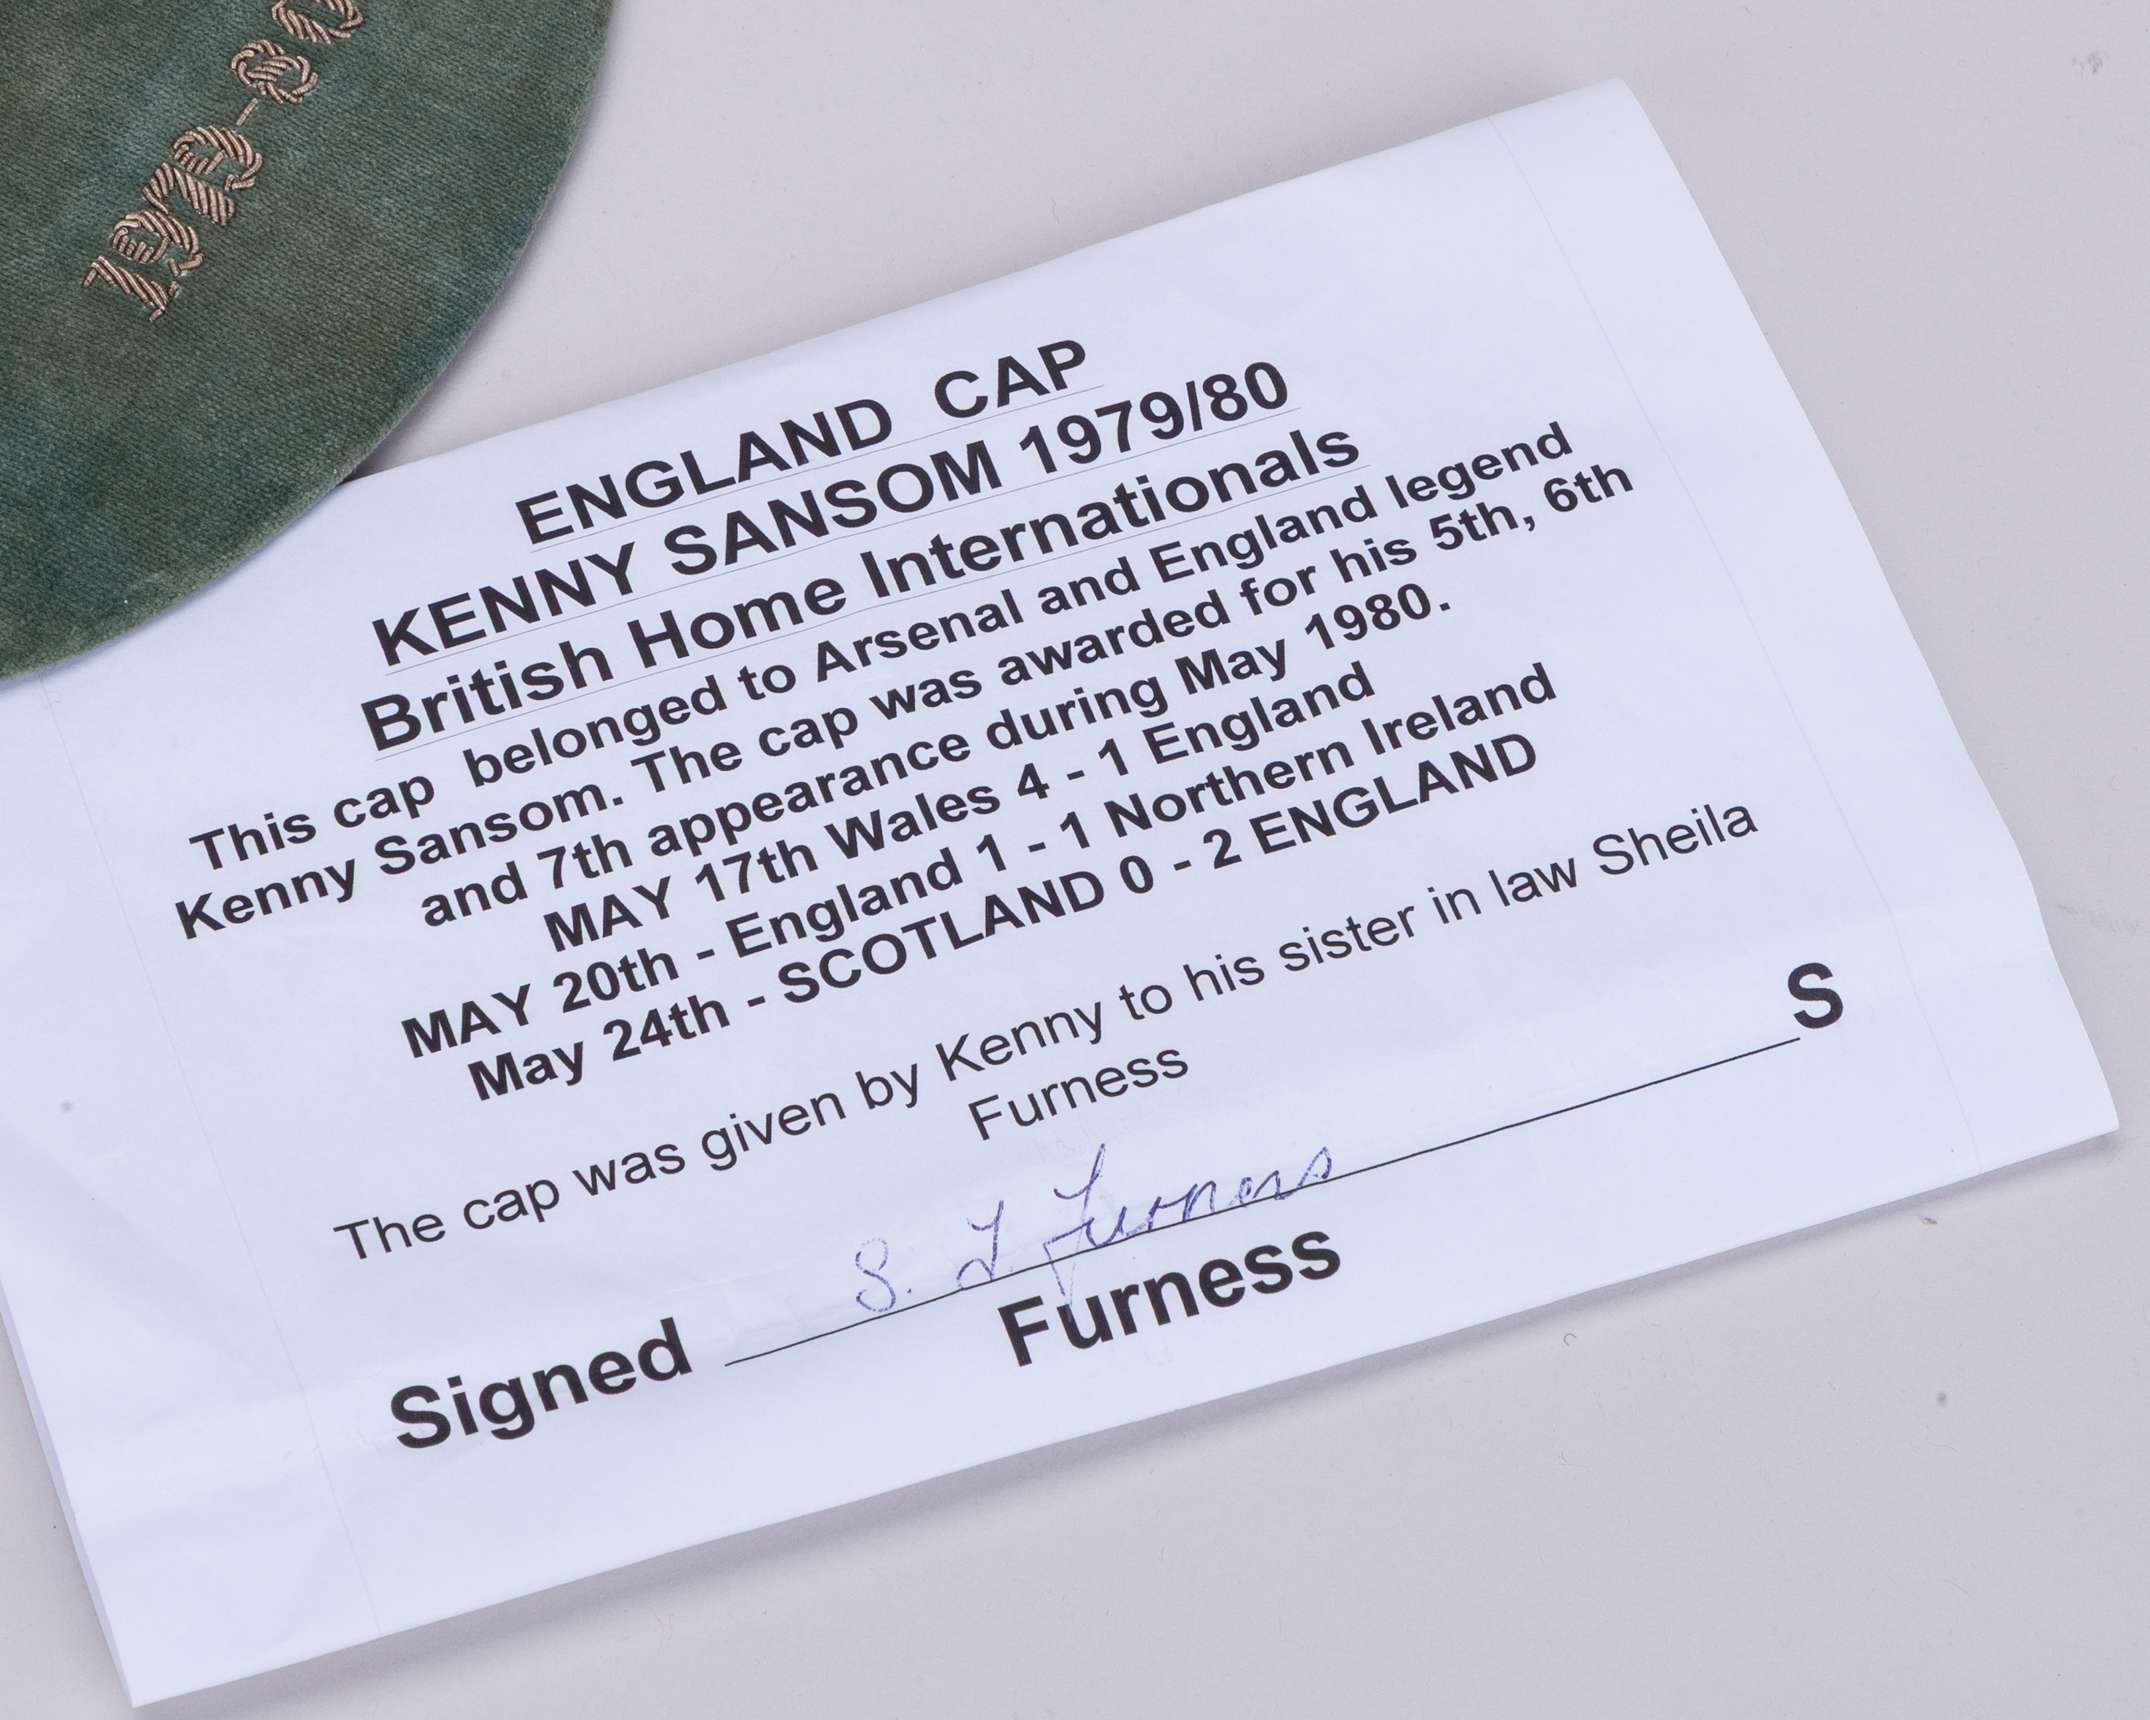 1979-80
ENGLAND CAP
KENNY SANSOM 1979/80
British Home Internationals
This cap belonged to Arsenal and England legend
Kenny Sansom. The cap was awarded for his 5th, 6th
and 7th appearance during May 1980.
MAY 17th Wales 4 - 1 England
MAY 20th - England 1 - 1 Northern Ireland
May 24th - SCOTLAND 0 - 2 ENGLAND
The cap was given by Kenny to his sister in law Sheila
Furness
S. I. Furness
Signed ____________________S
Furness